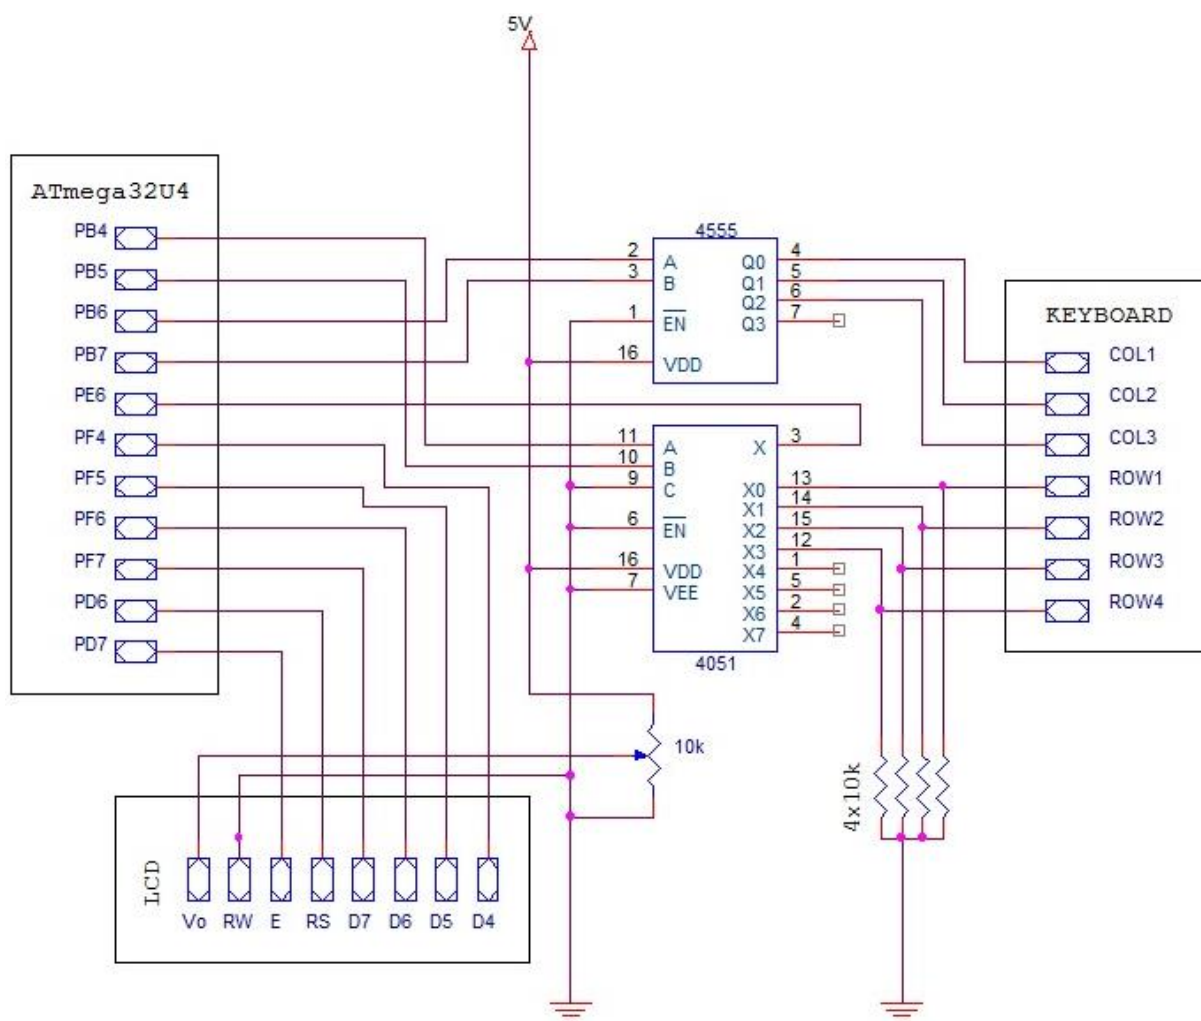 5V
ATmega32U4
PB4
PB5
PB6
PB7
PE6
PF4
PF5
PF6
PF7
PD6
PD7
4555
2 A Q0 4
3 B Q1 5
Q2 6
1 EN Q3 7
16 VDD
KEYBOARD
COL1
COL2
COL3
ROW1
ROW2
ROW3
ROW4
11 A X 3
10 B
9 C X0 13
X1 14
6 EN X2 15
X3 12
16 VDD X4 1
7 VEE X5 5
X6 2
X7 4
4051
10k
4x10k
LCD
Vo RW E RS D7 D6 D5 D4